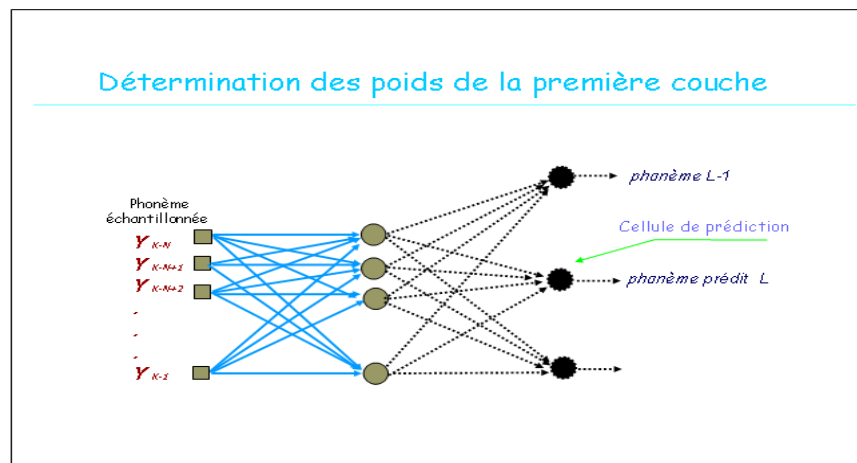 Détermination des poids de la première couche
Phonème
échantillonnée
Y K-N
Y K-N+1
Y K-N+2
.
.
.
Y K-1
phanème L-1
Cellule de prédiction
phanème prédit L